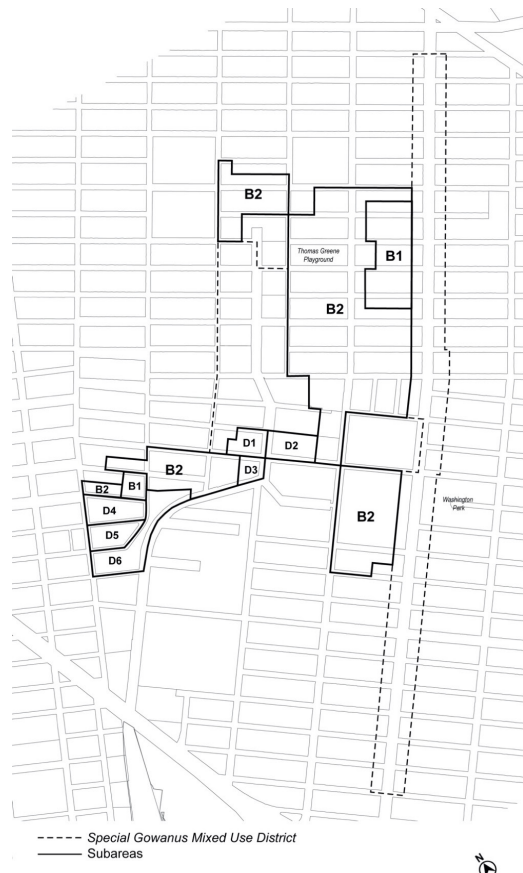 B2
Thomas Greene
Playground
B1
B2
D1
D2
B2
D3
B2
B1
D4
D5
D6
B2
Washington
Park
Special Gowanus Mixed Use District
Subareas
N